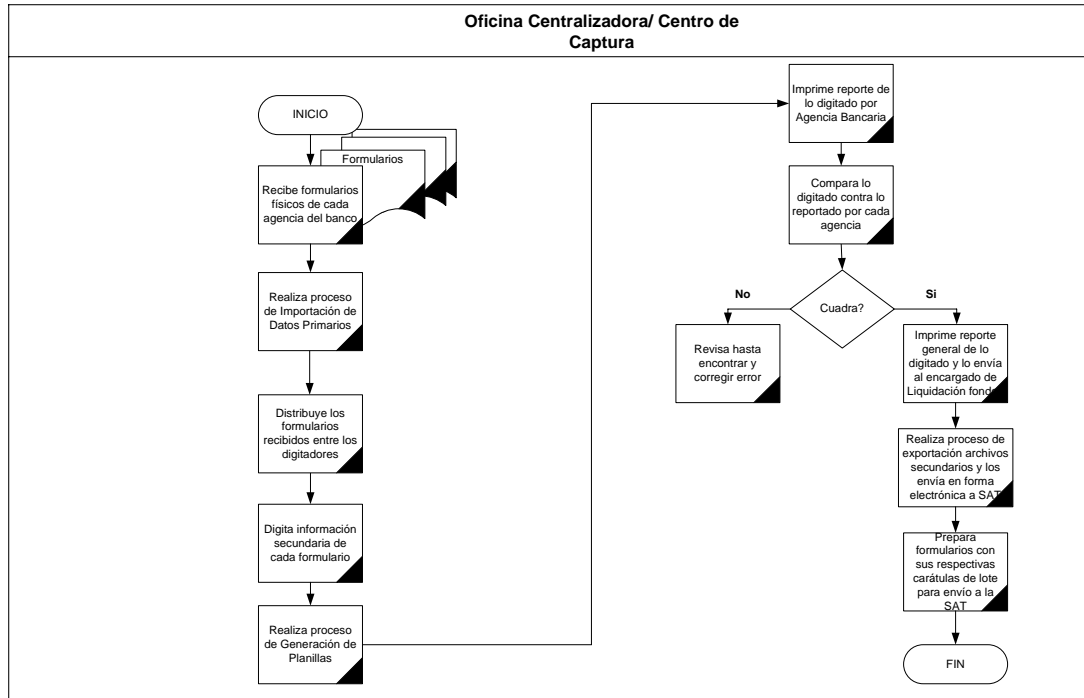 Oficina Centralizadora/ Centro de
Captura
INICIO
Formularios
Recibe formularios
físicos de cada
agencia del banco
Realiza proceso
de Importación de
Datos Primarios
Distribuye los
formularios
recibidos entre los
digitadores
Digita información
secundaria de
cada formulario
Realiza proceso
de Generación de
Planillas
Imprime reporte de
lo digitado por
Agencia Bancaria
Compara lo
digitado contra lo
reportado por cada
agencia
Cuadra?
No
Si
Revisa hasta
encontrar y
corregir error
Imprime reporte
general de lo
digitado y lo envía
al encargado de
Liquidación
Realiza proceso de
exportación archivos
secundarios y los
envía en forma
electrónica a SAT
Prepara
formularios con
sus respectivas
carátulas de lote
para envío a la
SAT
FIN